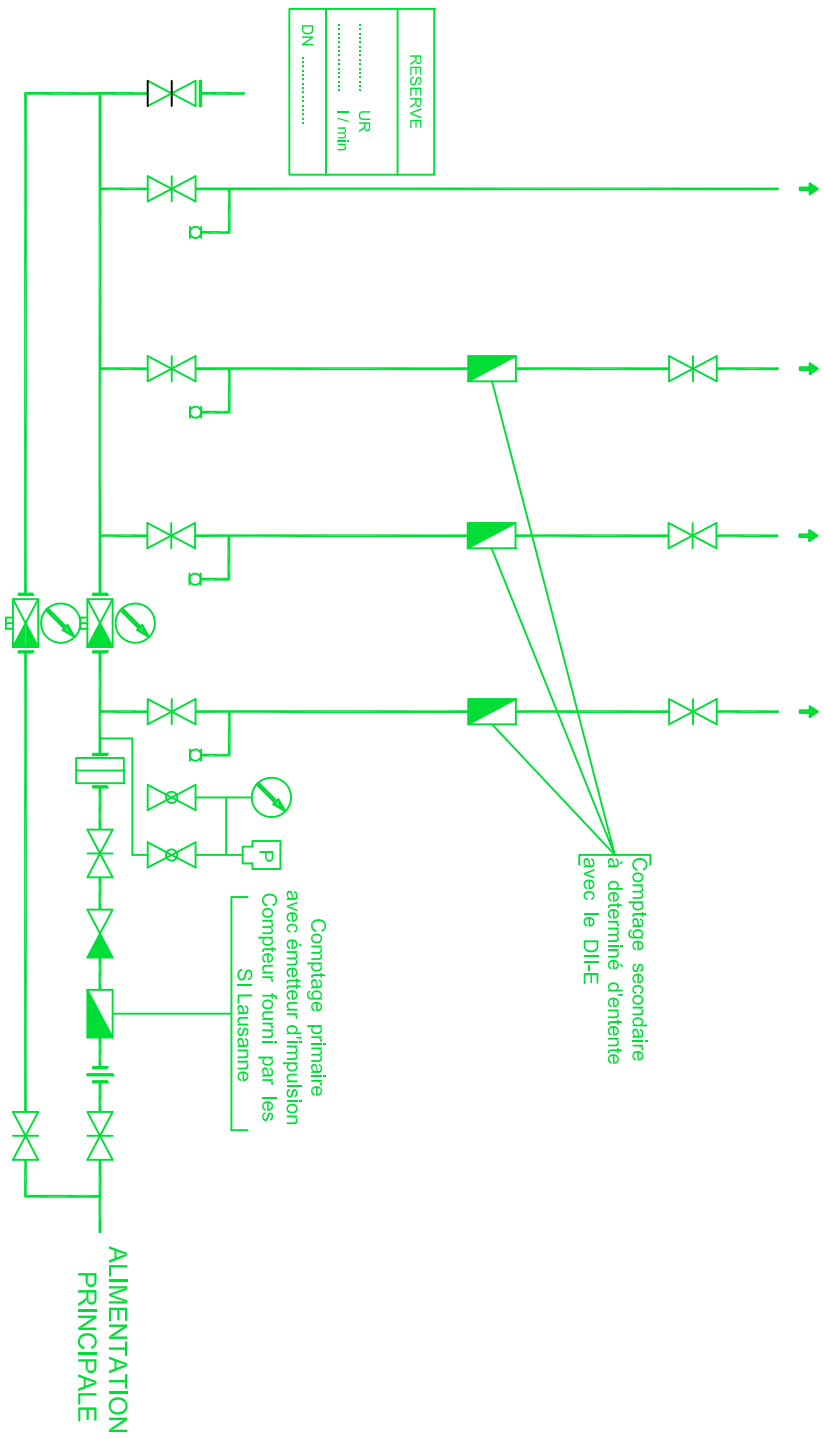 RESERVE
............. UR
............. l / min
DN .............
Comptage secondaire
à determiné d'entente
avec le DII-E
P
Comptage primaire
avec émetteur d'impulsion
Compteur fourni par les
SI Lausanne
ALIMENTATION
PRINCIPALE